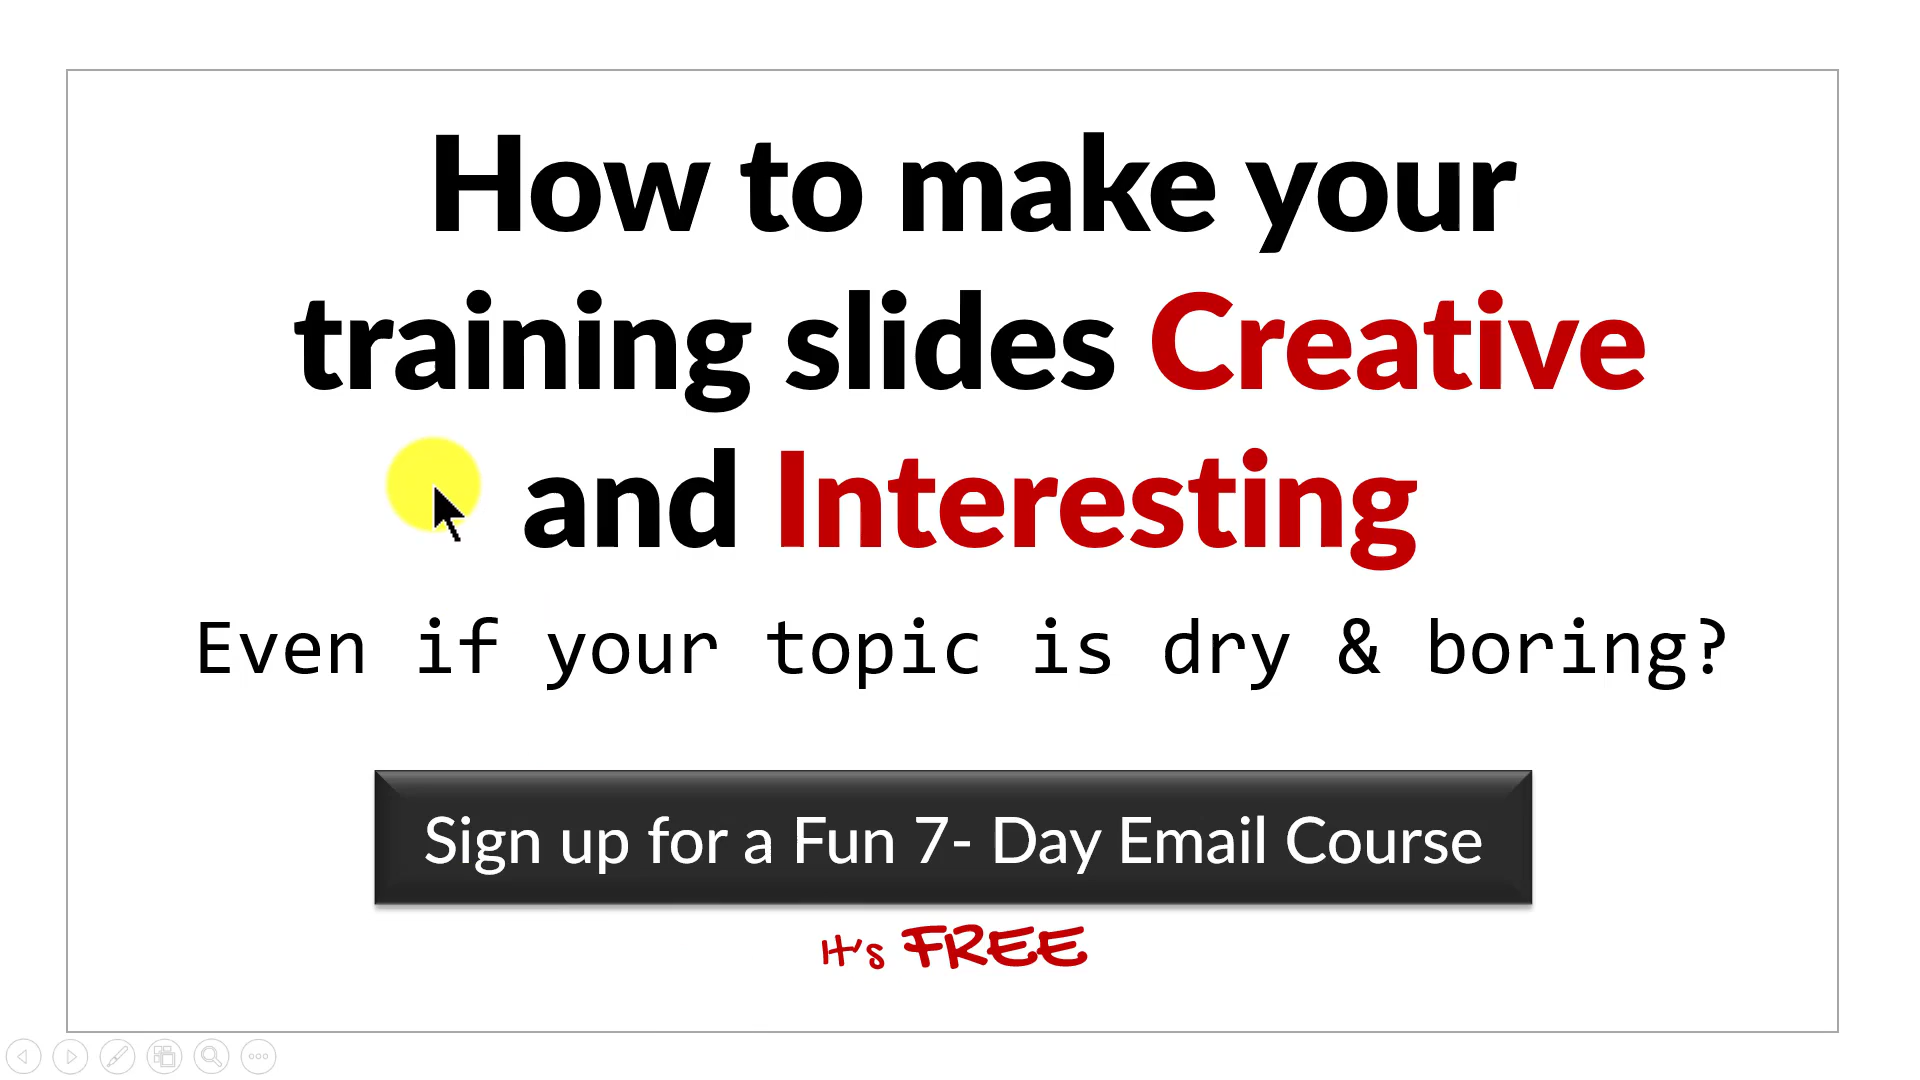 How to make your
training slides Creative
and Interesting
Even if your topic is dry & boring?
Sign up for a Fun 7- Day Email Course
It's FREE